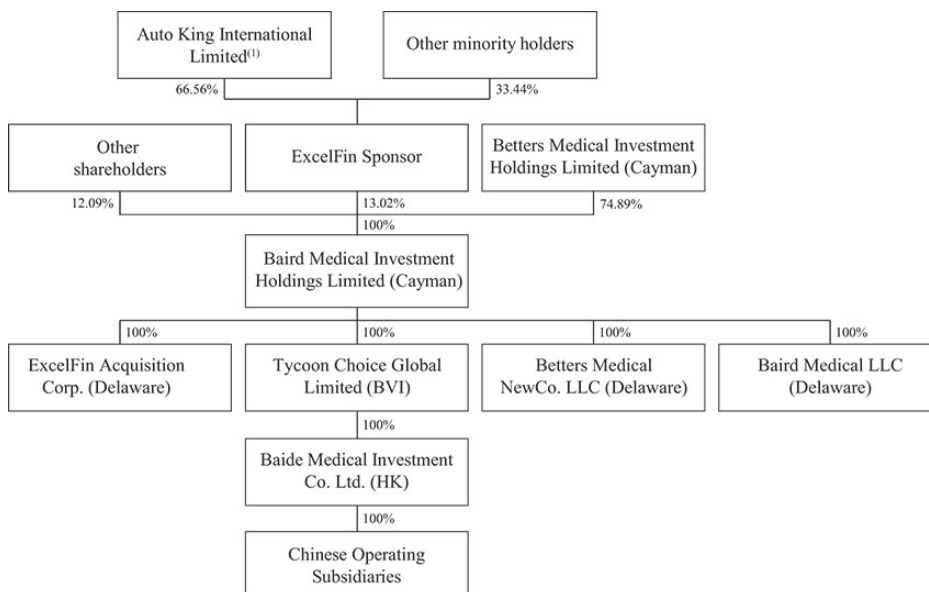 Auto King International
Limited(1)
Other minority holders
66.56%
33.44%
Other
shareholders
ExcelFin Sponsor
Betters Medical Investment
Holdings Limited (Cayman)
12.09%
13.02%
74.89%
100%
Baird Medical Investment
Holdings Limited (Cayman)
100%
100%
100%
100%
ExcelFin Acquisition
Corp. (Delaware)
Tycoon Choice Global
Limited (BVI)
Betters Medical
NewCo. LLC (Delaware)
Baird Medical LLC
(Delaware)
100%
Baide Medical Investment
Co. Ltd. (HK)
100%
Chinese Operating
Subsidiaries